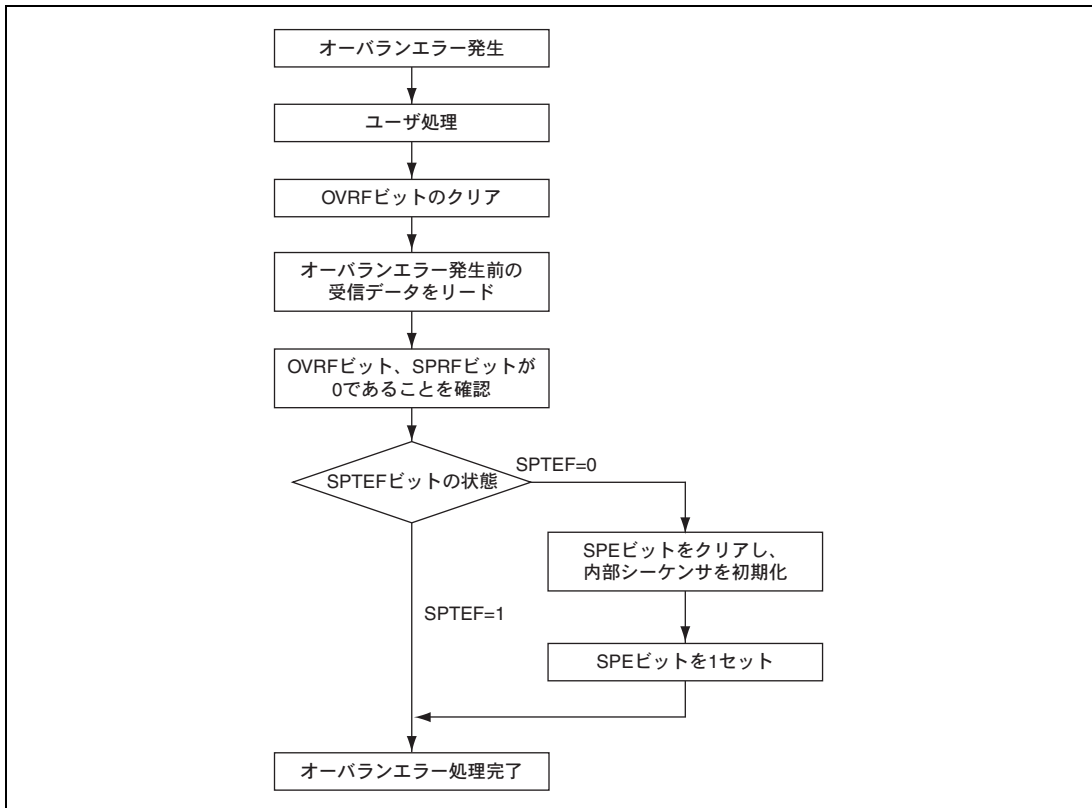 オーバランエラー発生
ユーザ処理
OVRFビットのクリア
オーバランエラー発生前の
受信データをリード
OVRFビット、SPRFビットが
0であることを確認
SPTEFビットの状態
SPTEF=0
SPEビットをクリアし、
内部シーケンサを初期化
SPTEF=1
SPEビットを1セット
オーバランエラー処理完了